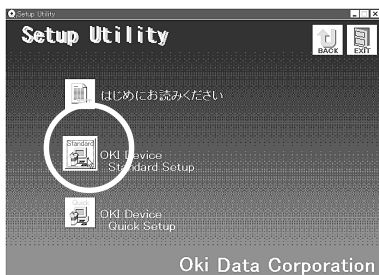 Setup Utility
Setup Utility
BACK
EXIT
はじめにお読みください
Standard
OKI Device
Standard Setup
Quick
OKI Device
Quick Setup
Oki Data Corporation